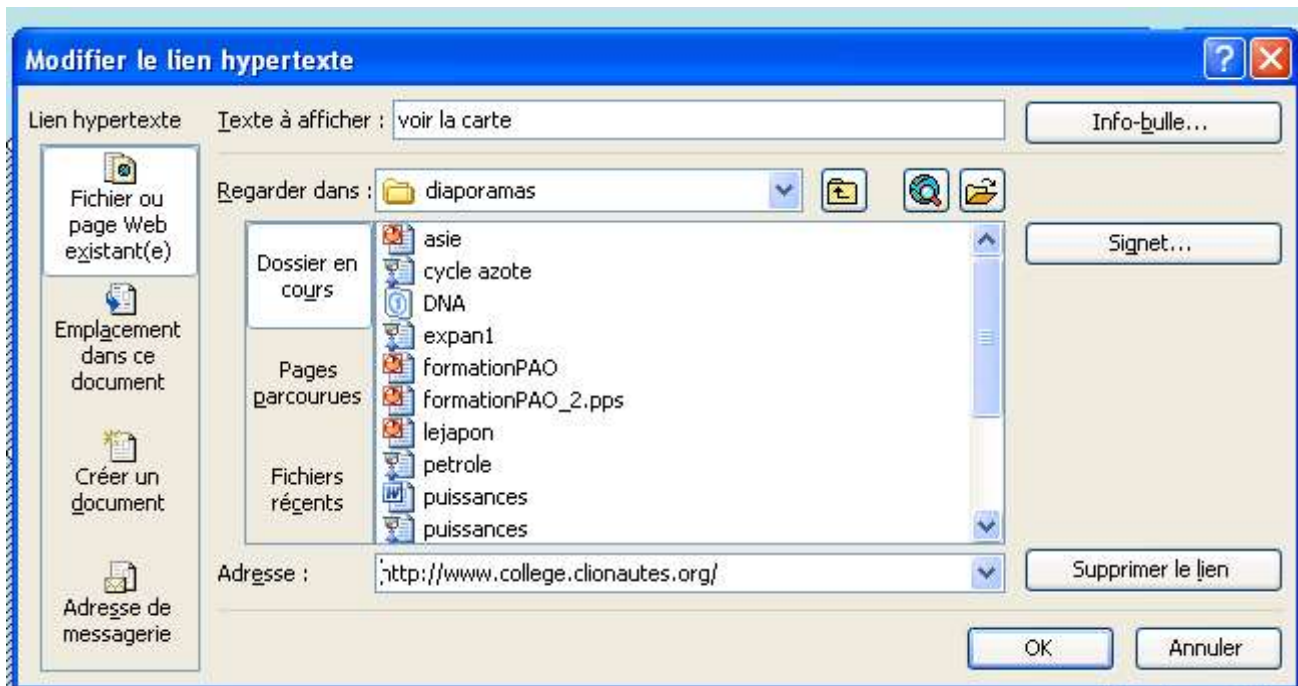 Modifier le lien hypertexte
Lien hypertexte
Texte à afficher : voir la carte
Info-bulle...
Fichier ou
page Web
existant(e)
Emplacement
dans ce
document
Créer un
document
Adresse de
messagerie
Regarder dans : diaporamas
Dossier en
cours
Pages
parcourues
Fichiers
récents
asie
cycle azote
DNA
expan1
formationPAO
formationPAO_2.pps
lejapon
petrole
puissances
puissances
Signet...
Adresse : http://www.college.clionautes.org/
Supprimer le lien
OK
Annuler